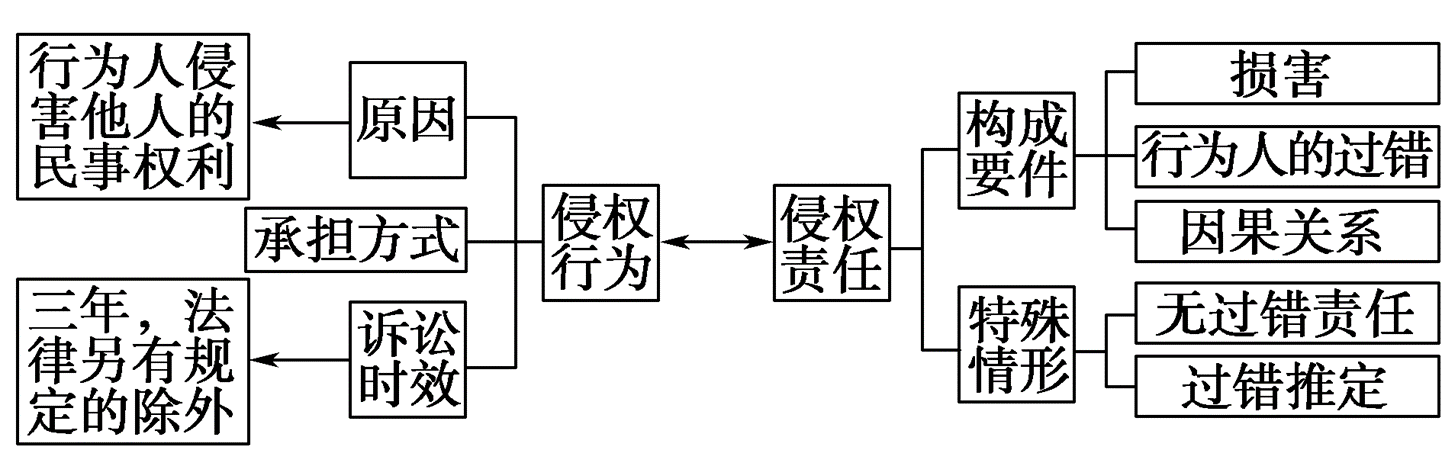 行为人侵
害他人的
民事权利
原因
承担方式
三年，法
律另有规
定的除外
诉讼
时效
侵权
行为
侵权
责任
构成
要件
损害
行为人的过错
因果关系
特殊
情形
无过错责任
过错推定